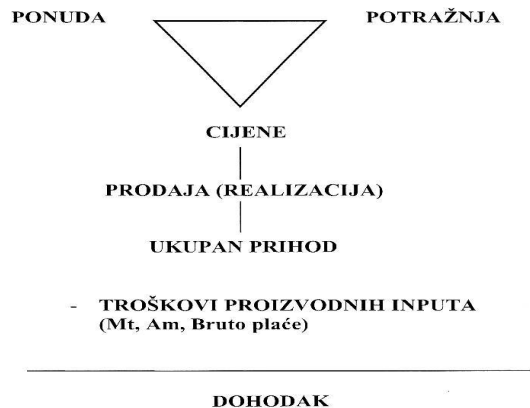 PONUDA POTRAŽNJA
CIJENE
PRODAJA (REALIZACIJA)
UKUPAN PRIHOD
- TROŠKOVI PROIZVODNIH INPUTA
(Mt, Am, Bruto plaće)
DOHODAK